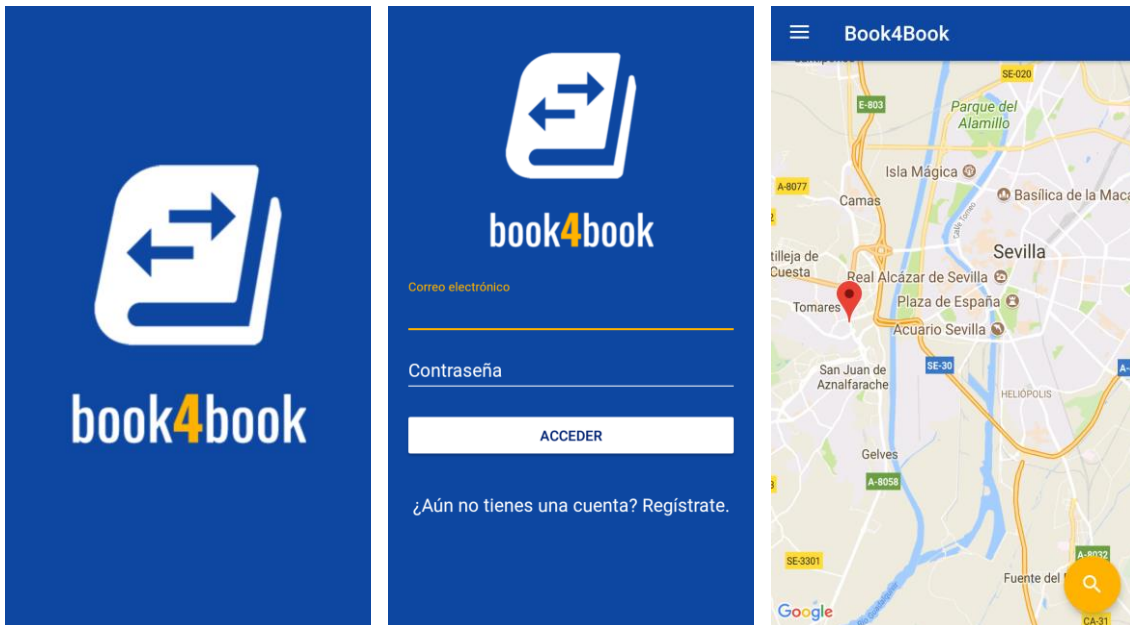 book4book
book4book
Correo electrónico
Contraseña
ACCEDER
¿Aún no tienes una cuenta? Regístrate.
Book4Book
SE-020
E-803
Parque del
Alamillo
Isla Mágica
A-8077
Camas
Basílica de la Maca
Calle Torneo
Sevilla
tilleja de
Cuesta
Real Alcázar de Sevilla
Plaza de España
Tomares
Acuario Sevilla
SE-30
San Juan de
Aznalfarache
A-
HELIÓPOLIS
Gelves
A-8058
A-8032
SE-3301
Fuente del
Google
CA-31